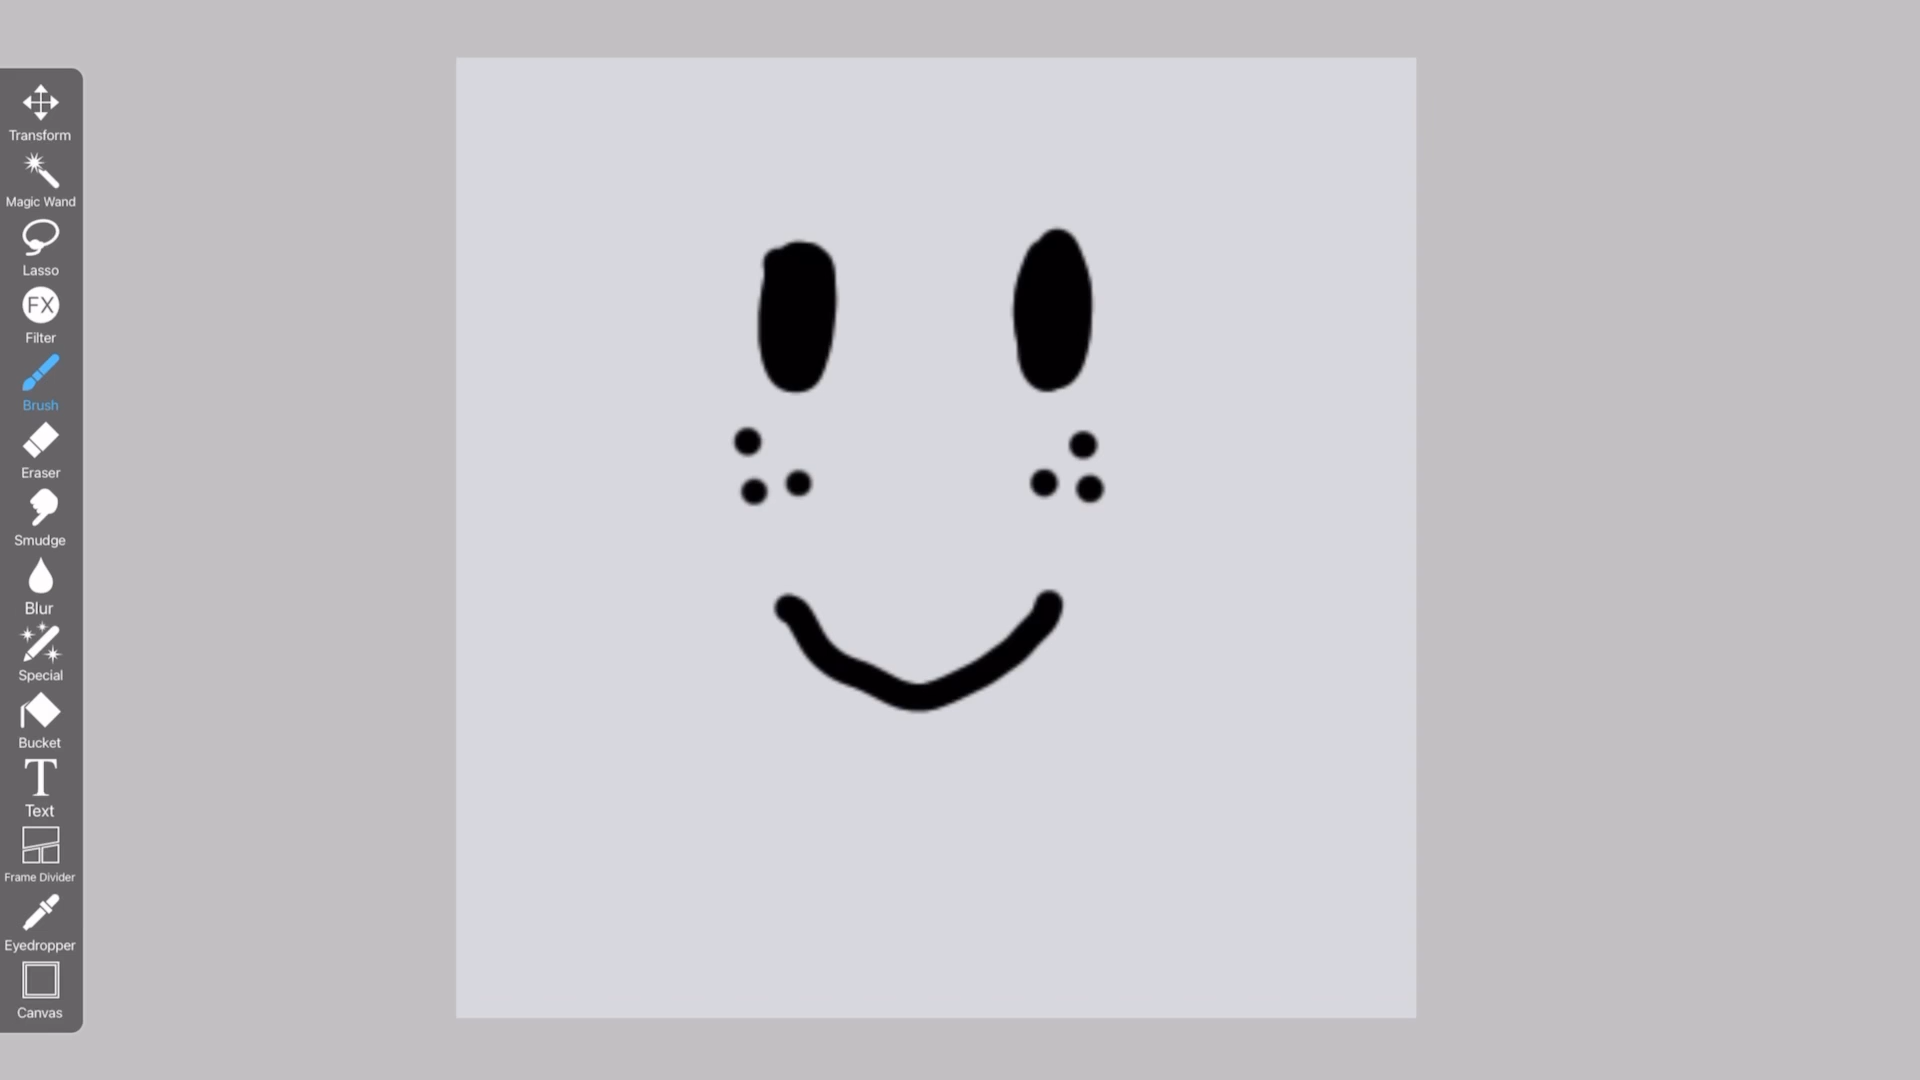 Transform
Magic Wand
Lasso
FX
Filter
Brush
Eraser
Smudge
Blur
Special
Bucket
T
Text
Frame Divider
Eyedropper
Canvas